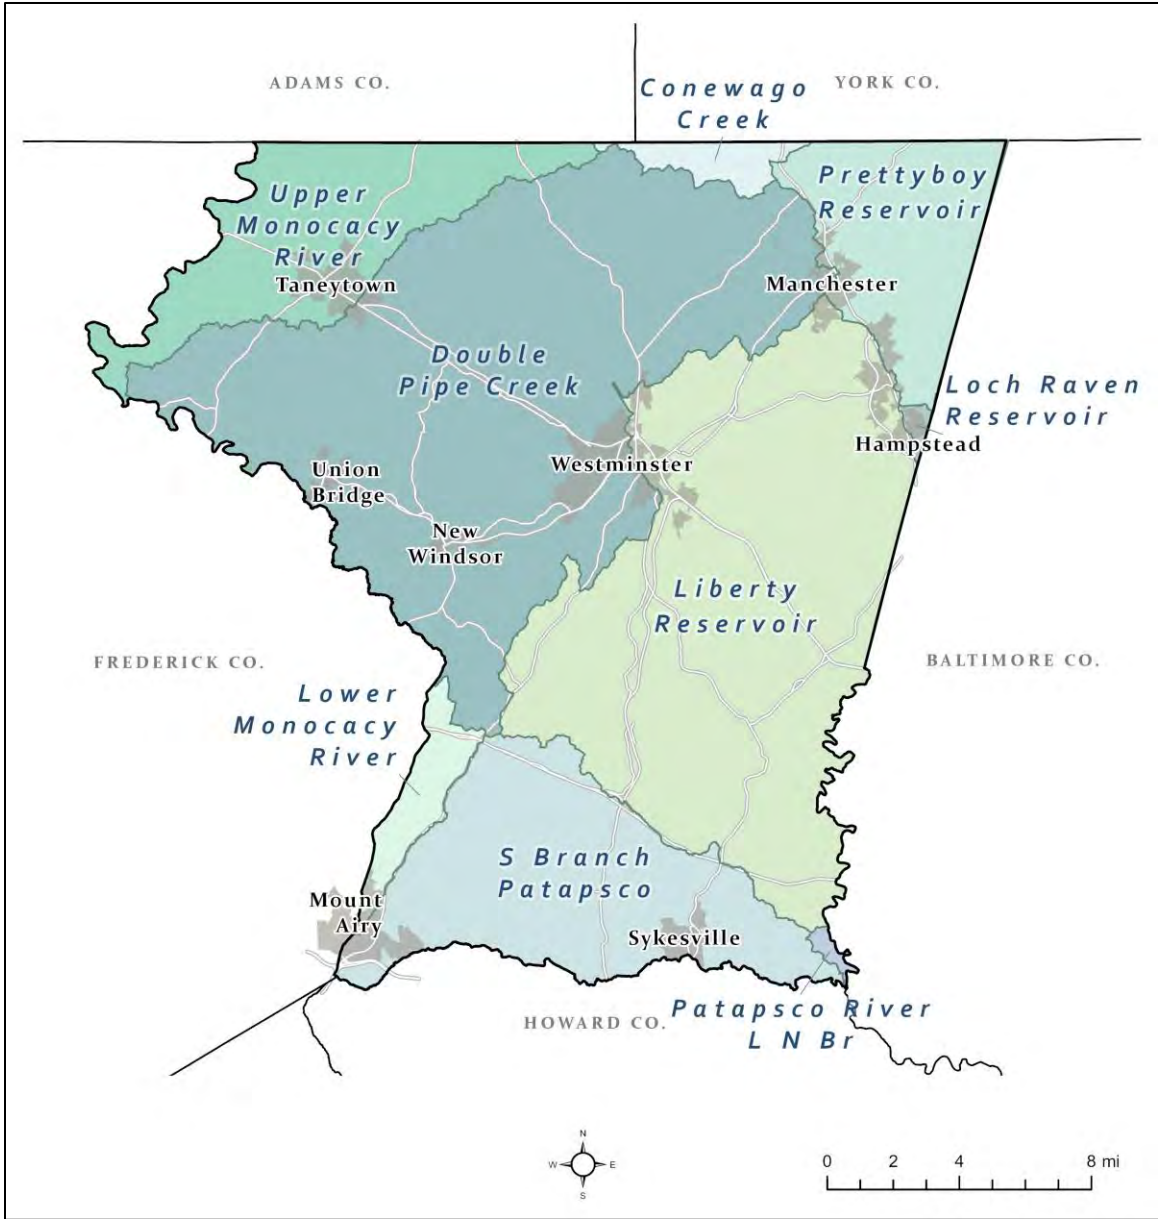 ADAMS CO.
YORK CO.
Conewago
Creek
Upper
Monocacy
River
Prettyboy
Reservoir
Taneytown
Manchester
Double
Pipe Creek
Loch Raven
Reservoir
Hampstead
Union
Bridge
Westminster
New
Windsor
Liberty
Reservoir
FREDERICK CO.
BALTIMORE CO.
Lower
Monocacy
River
S Branch
Patapsco
Mount
Airy
Sykesville
Patapsco River
L N Br
HOWARD CO.
N
W E
S
0 2 4 8 mi